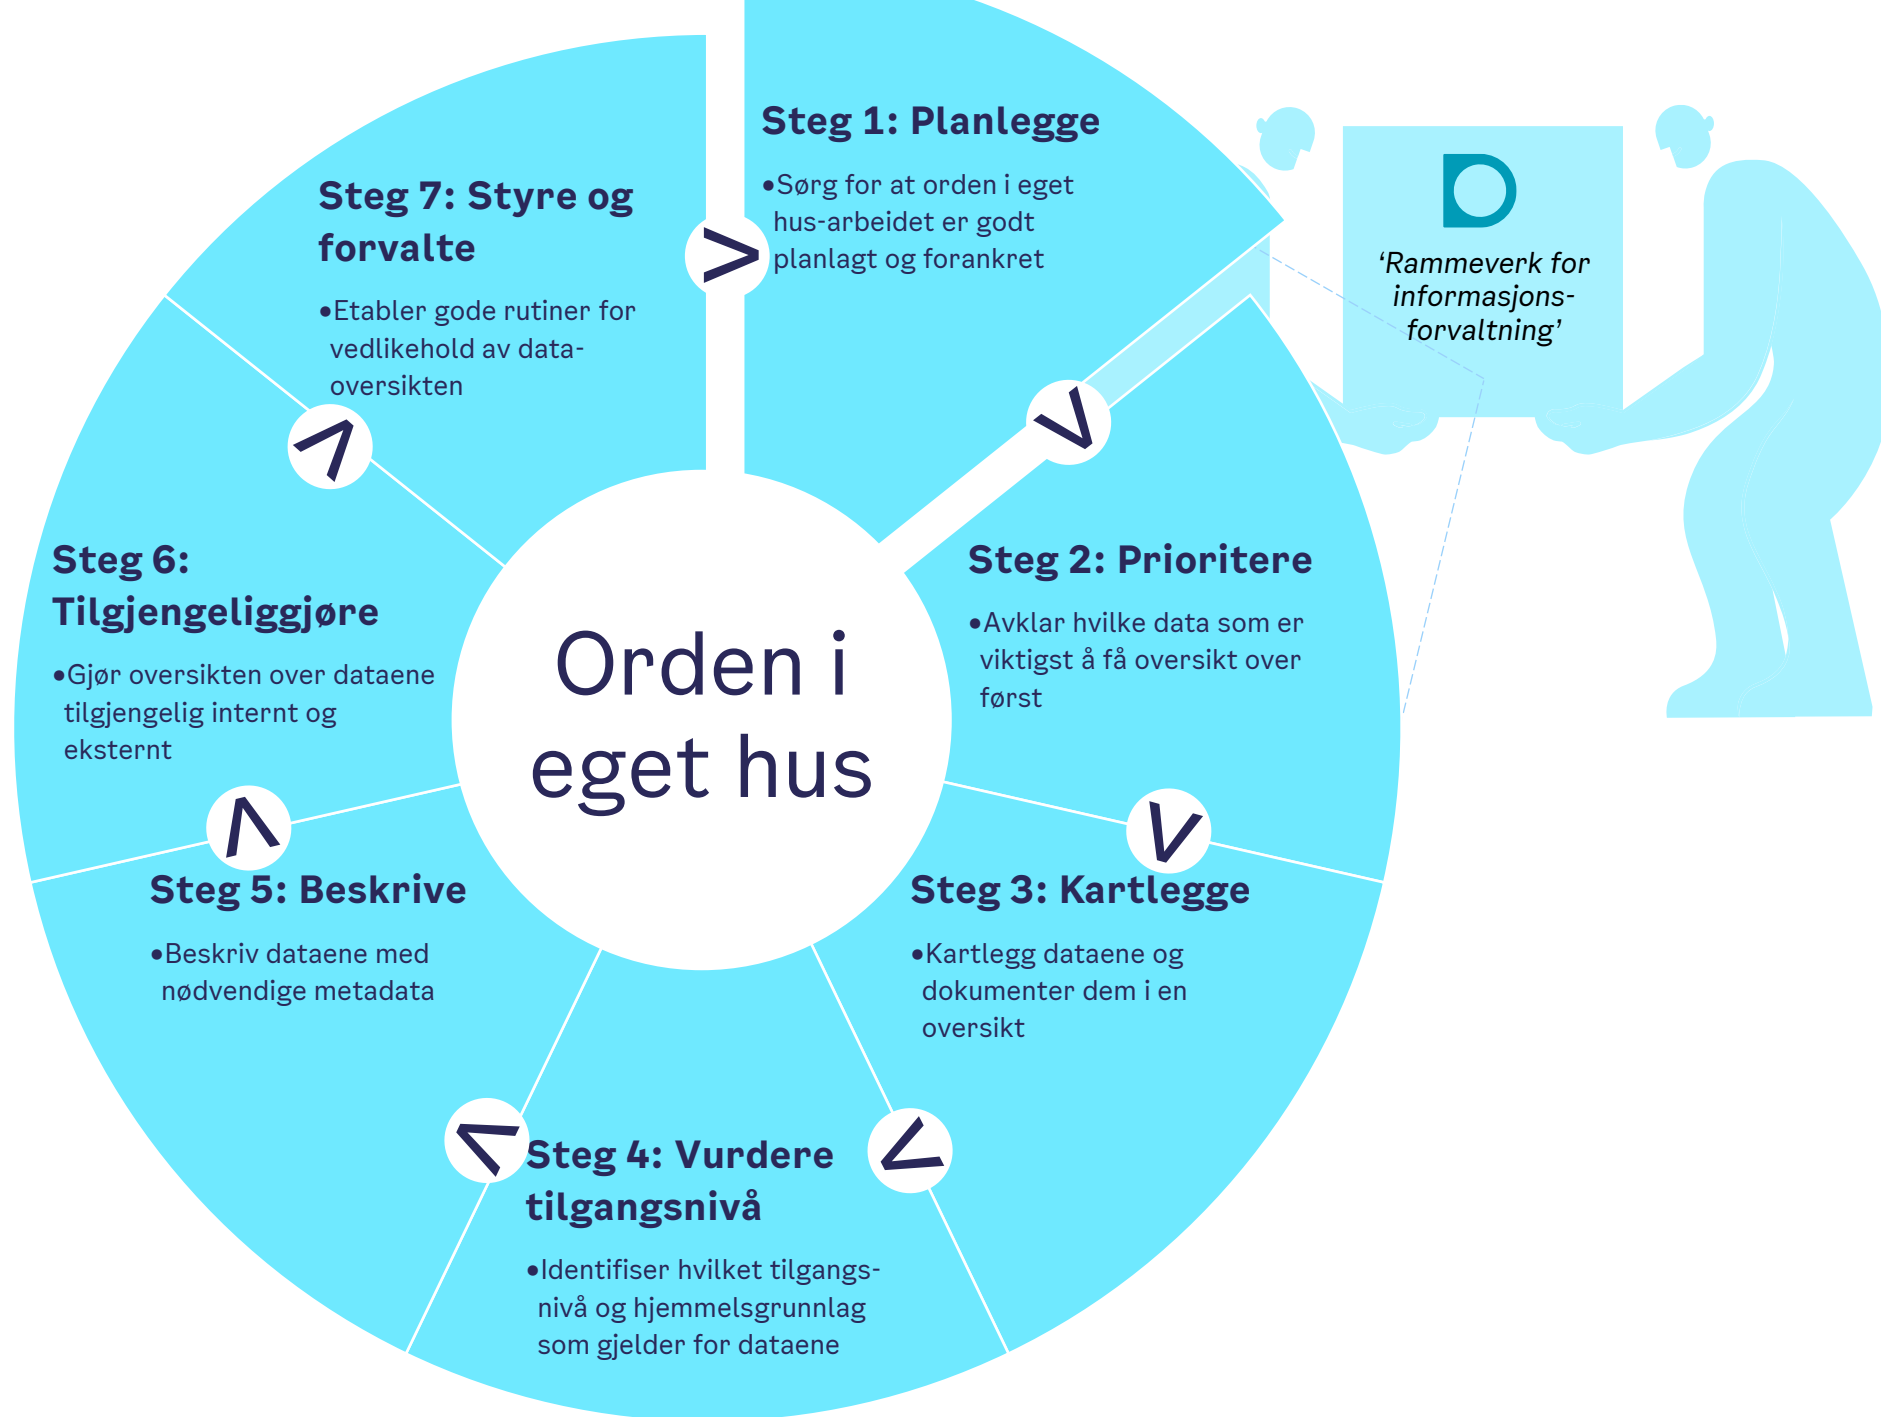 Steg 1: Planlegge
•Sørg for at orden i eget
hus-arbeidet er godt
planlagt og forankret
Steg 2: Prioritere
•Avklar hvilke data som er
viktigst å få oversikt over
først
Steg 3: Kartlegge
•Kartlegg dataene og
dokumenter dem i en
oversikt
Steg 4: Vurdere
tilgangsnivå
•Identifiser hvilket tilgangs-
nivå og hjemmelsgrunnlag
som gjelder for dataene
Steg 5: Beskrive
•Beskriv dataene med
nødvendige metadata
Steg 6:
Tilgjengeliggjøre
•Gjør oversikten over dataene
tilgjengelig internt og
eksternt
Steg 7: Styre og
forvalte
•Etabler gode rutiner for
vedlikehold av data-
oversikten
Orden i
eget hus
‘Rammeverk for
informasjons-
forvaltning’